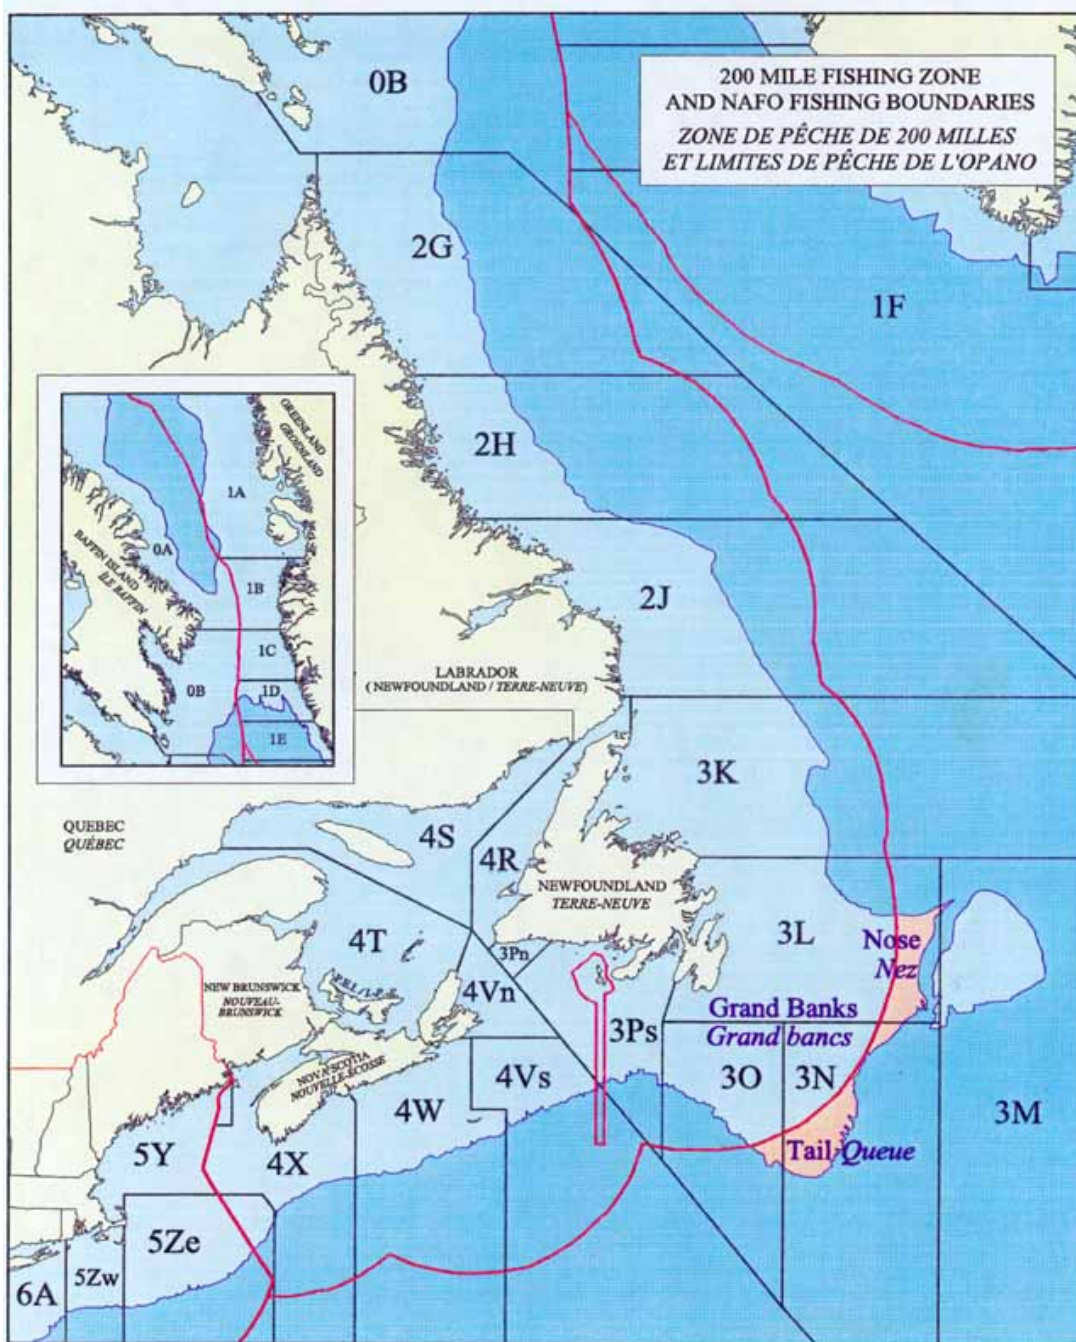 0B
200 MILE FISHING ZONE
AND NAFO FISHING BOUNDARIES
ZONE DE PÊCHE DE 200 MILLES
ET LIMITES DE PÊCHE DE L'OPANO
2G
1F
GREENLAND
GROENLAND
1A
0A
BAFFIN ISLAND
ÎLE BAFFIN
1B
1C
0B
1D
1E
2H
2J
LABRADOR
( NEWFOUNDLAND / TERRE-NEUVE)
3K
QUEBEC
QUÉBEC
4S
4R
NEWFOUNDLAND
TERRE-NEUVE
3L
Nose
Nez
4T
3Pn
P.E.I./I.-P.-E.
NEW BRUNSWICK
NOUVEAU-
BRUNSWICK
4Vn
Grand Banks
Grand bancs
3Ps
NOVA SCOTIA
NOUVELLE-ÉCOSSE
4Vs
3O
3N
4W
3M
5Y
4X
Tail Queue
5Ze
5Zw
6A